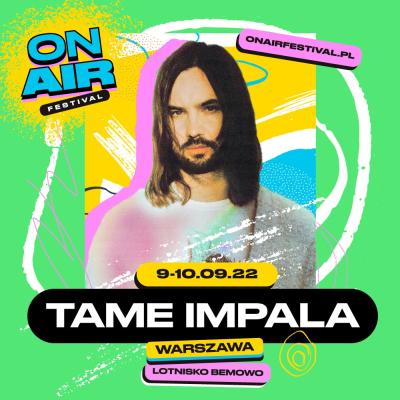 ON
AIR
FESTIVAL
ONAIRFESTIVAL.PL
9-10.09.22
TAME IMPALA
WARSZAWA
LOTNISKO BEMOWO